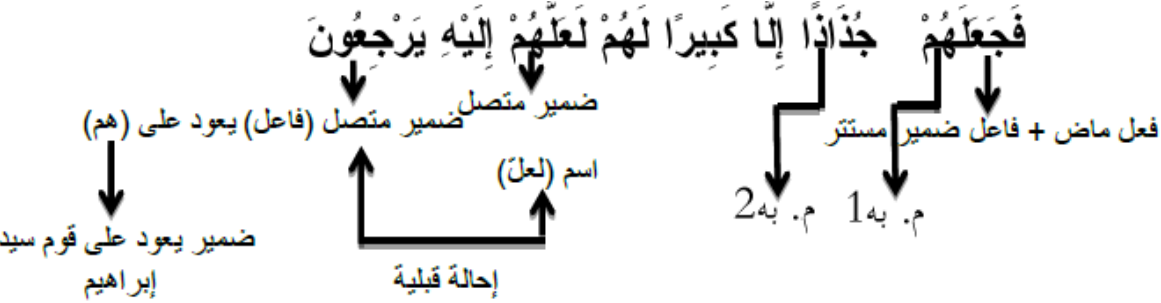 فَجَعَلَهُمْ جُذَاذًا إِلَّا كَبِيرًا لَهُمْ لَعَلَّهُمْ إِلَيْهِ يَرْجِعُونَ
فعل ماض + فاعل ضمير مستتر
ضمير متصل
ضمير متصل (فاعل) يعود على (هم)
اسم (لعلّ)
م. به1
م. به2
ضمير يعود على قوم سيد
إبراهيم
إحالة قبلية